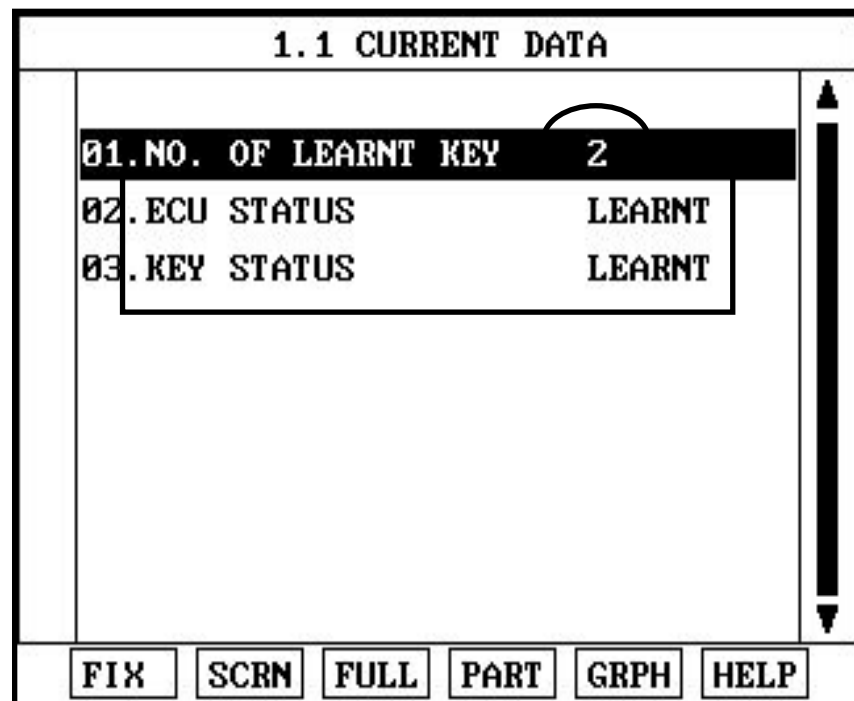 1.1 CURRENT DATA
01.NO. OF LEARNT KEY 2
02.ECU STATUS LEARNT
03.KEY STATUS LEARNT
FIX SCRN FULL PART GRPH HELP